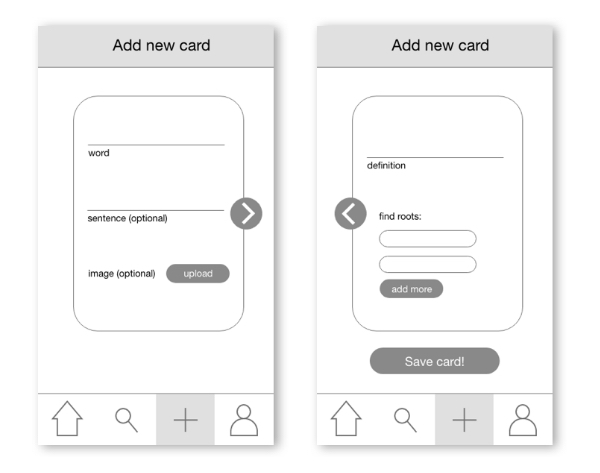 Add new card
word
sentence (optional)
image (optional) upload
Add new card
definition
find roots:
add more
Save card!